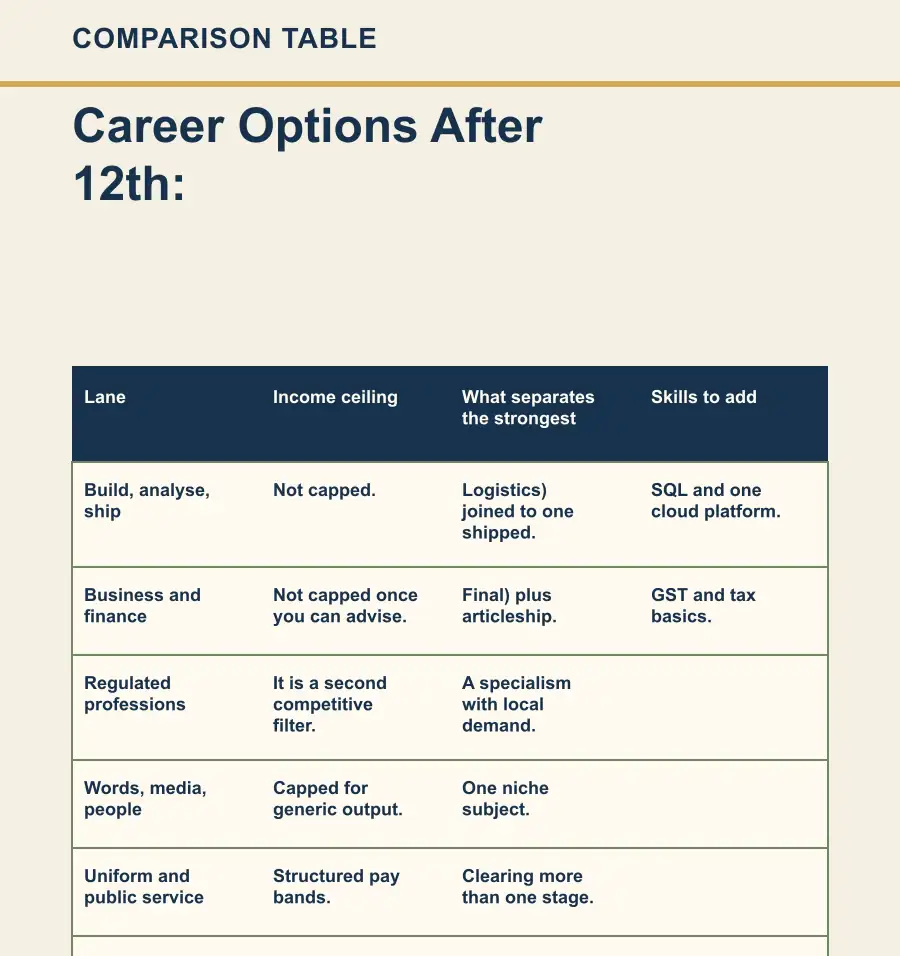 COMPARISON TABLE
Career Options After
12th:
Lane
Income ceiling
What separates
the strongest
Skills to add
Build, analyse,
ship
Not capped.
Logistics)
joined to one
shipped.
SQL and one
cloud platform.
Business and
finance
Not capped once
you can advise.
Final) plus
articleship.
GST and tax
basics.
Regulated
professions
It is a second
competitive
filter.
A specialism
with local
demand.
Words, media,
people
Capped for
generic output.
One niche
subject.
Uniform and
public service
Structured pay
bands.
Clearing more
than one stage.